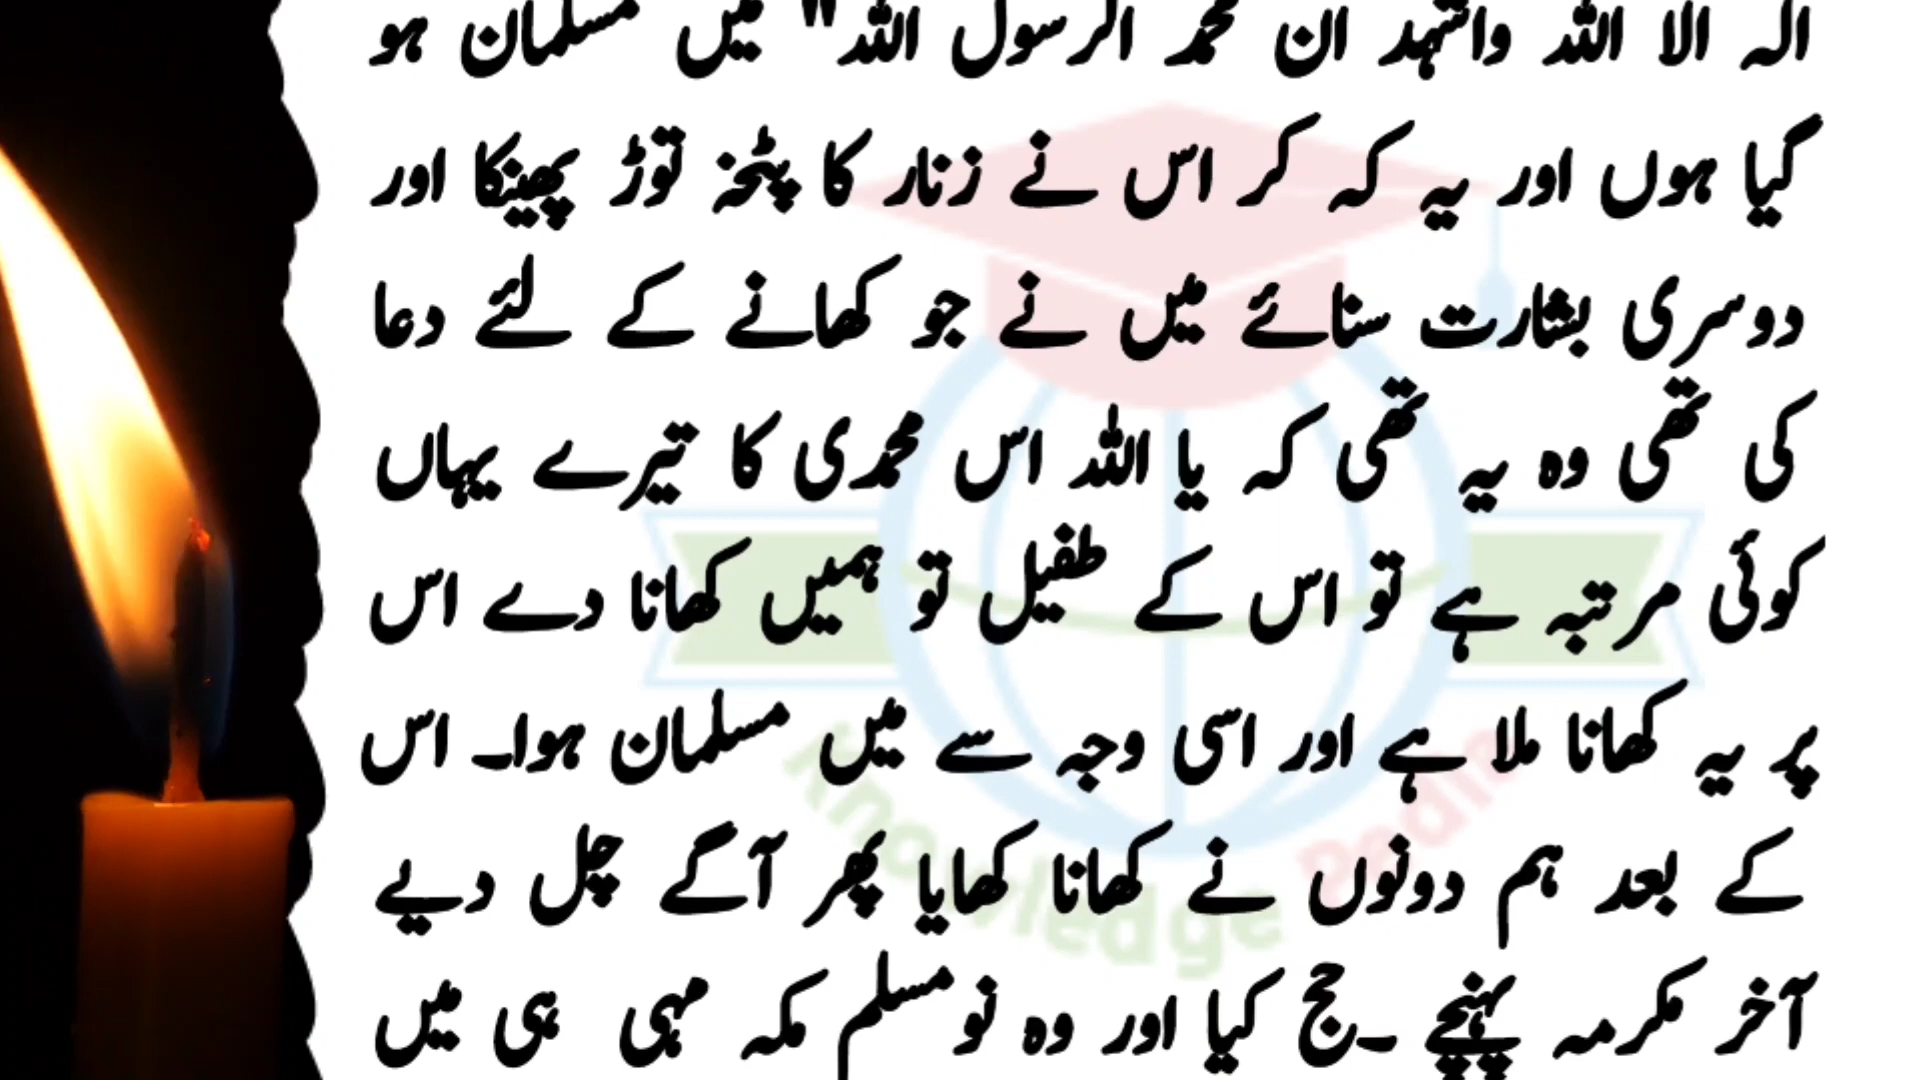 الہ الا اللہ واشہد ان محمد الرسول اللہ" میں مسلمان ہو
گیا ہوں اور یہ کہ کر اس نے زنار کا پٹخہ توڑ پھینکا اور
دوسری بشارت سنائے میں نے جو کھانے کے لئے دعا
کی تھی وہ یہ تھی کہ یا اللہ اس محمدی کا تیرے یہاں
کوئی مرتبہ ہے تو اس کے طفیل تو ہمیں کھانا دے اس
پر یہ کھانا ملا ہے اور اسی وجہ سے میں مسلمان ہوا۔ اس
کے بعد ہم دونوں نے کھانا کھایا پھر آگے چل دیے
آخر مکرمہ پہنچے ۔حج کیا اور وہ نو مسلم مکہ مہی ہی میں
Knowledge Pedia